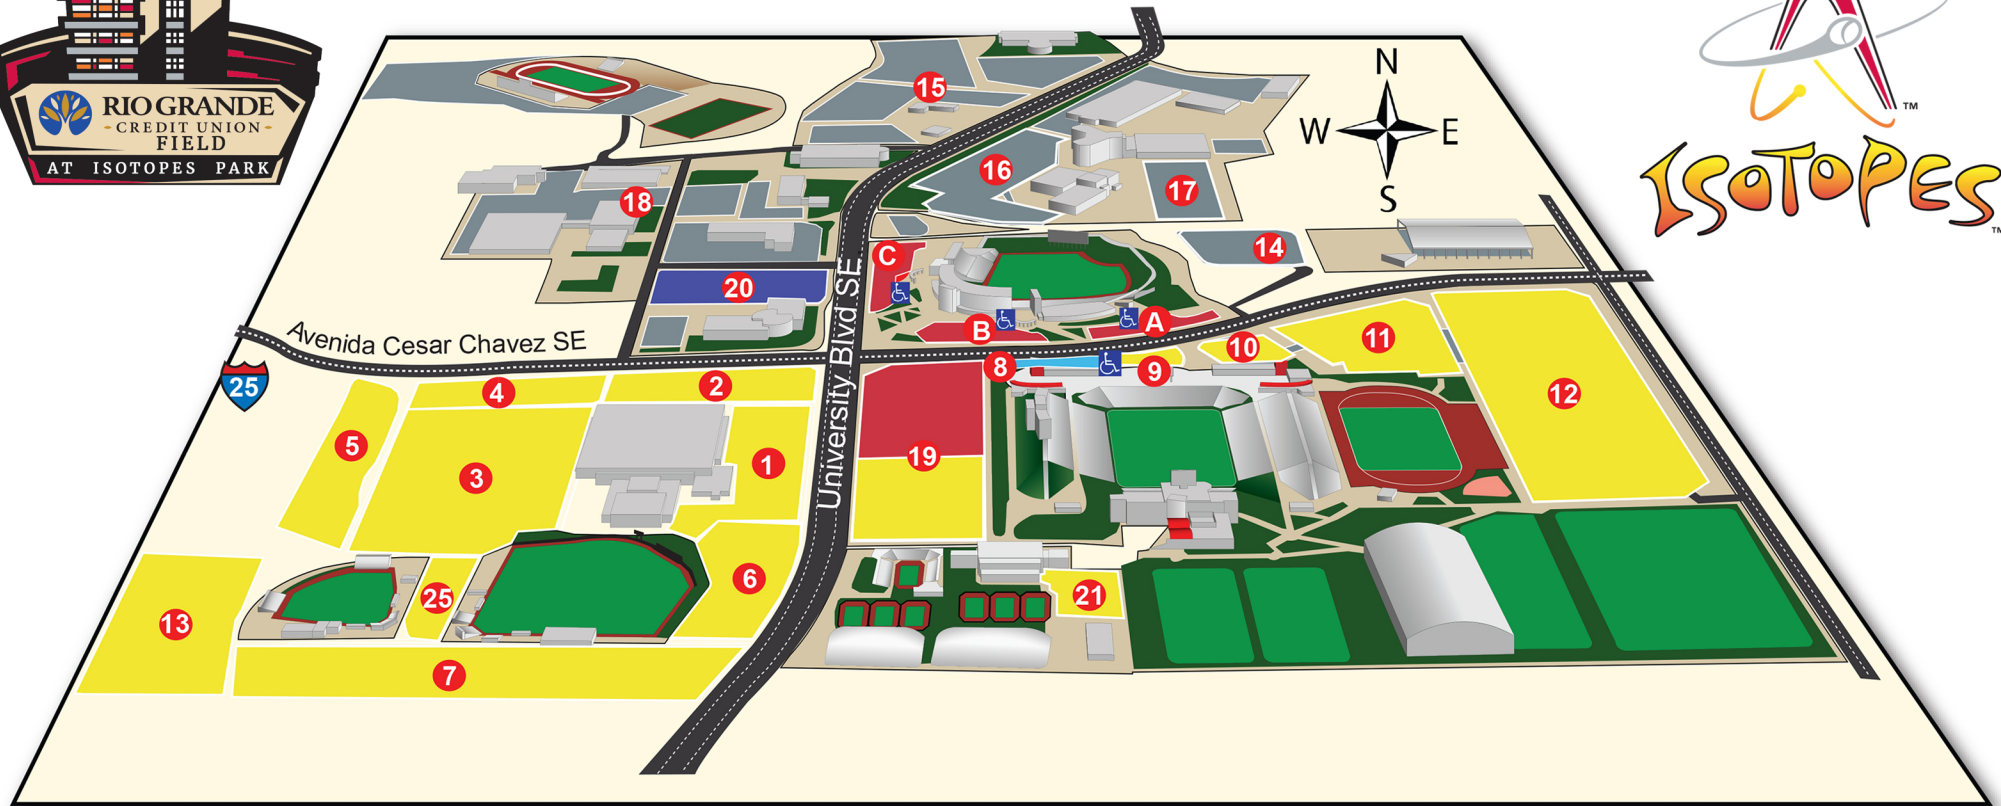 RIO GRANDE
CREDIT UNION
FIELD
AT ISOTOPES PARK
ISOTOPES
TM
TM
N
W E
S
15
16
17
18
14
C
20
University Blvd SE
B
A
Avenida Cesar Chavez SE
25
8
9
10
11
12
4
2
5
3
1
19
6
25
21
13
7